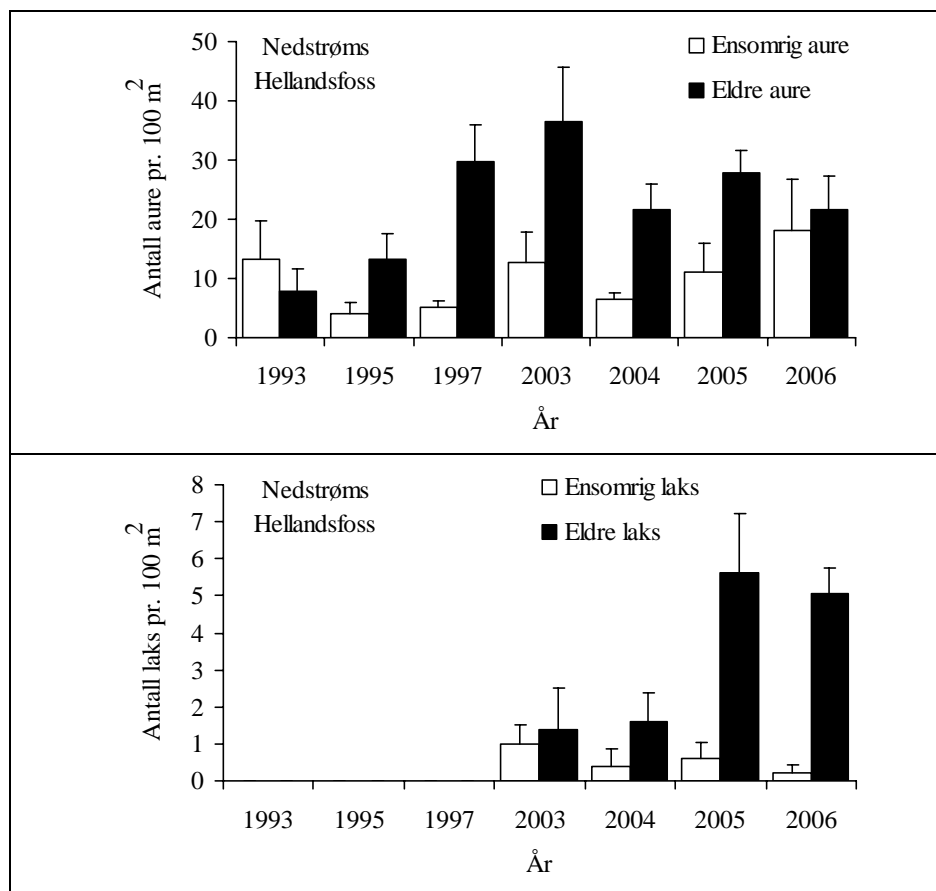 Nedstrøms
Hellandsfoss
Ensomrig aure
Eldre aure
Antall aure pr. 100 m²
50
40
30
20
10
0
1993 1995 1997 2003 2004 2005 2006
År
Nedstrøms
Hellandsfoss
Ensomrig laks
Eldre laks
Antall laks pr. 100 m²
8
7
6
5
4
3
2
1
0
1993 1995 1997 2003 2004 2005 2006
År